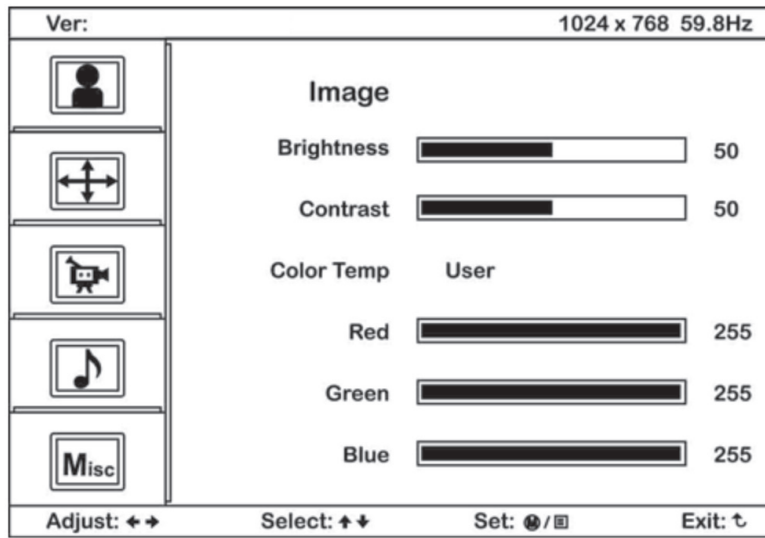 Ver: 1024 x 768 59.8Hz
Image
Brightness 50
Contrast 50
Color Temp User
Red 255
Green 255
Blue 255
Misc
Adjust: ←→ Select: ↑↓ Set: Ⓜ/▤ Exit: ↻